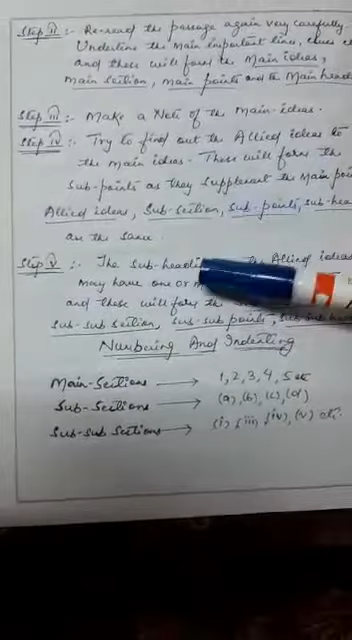 Step II :- Re-read the passage again very carefully.
Underline the main important line, clues
and these will form the Main ideas,
main section, main points and the Main head
Step III :- Make a Note of the main-ideas.
Step IV :- Try to find out the Allied ideas to
the main ideas. These will form the
Sub-points as they supplement the Main poi
Allied ideas, Sub-section, sub-points, sub-hea
are the same.
Step V :- The Sub-headi the Allied ideas
may have one or m
and these will form the
sub-sub section, sub-sub points, sub-sub
Numbering And Indenting
Main-Sections → 1, 2, 3, 4, 5 etc
Sub-Sections → (a), (b), (c), (d)
Sub-Sub Sections → (i), (iii), (iv), (v) etc.